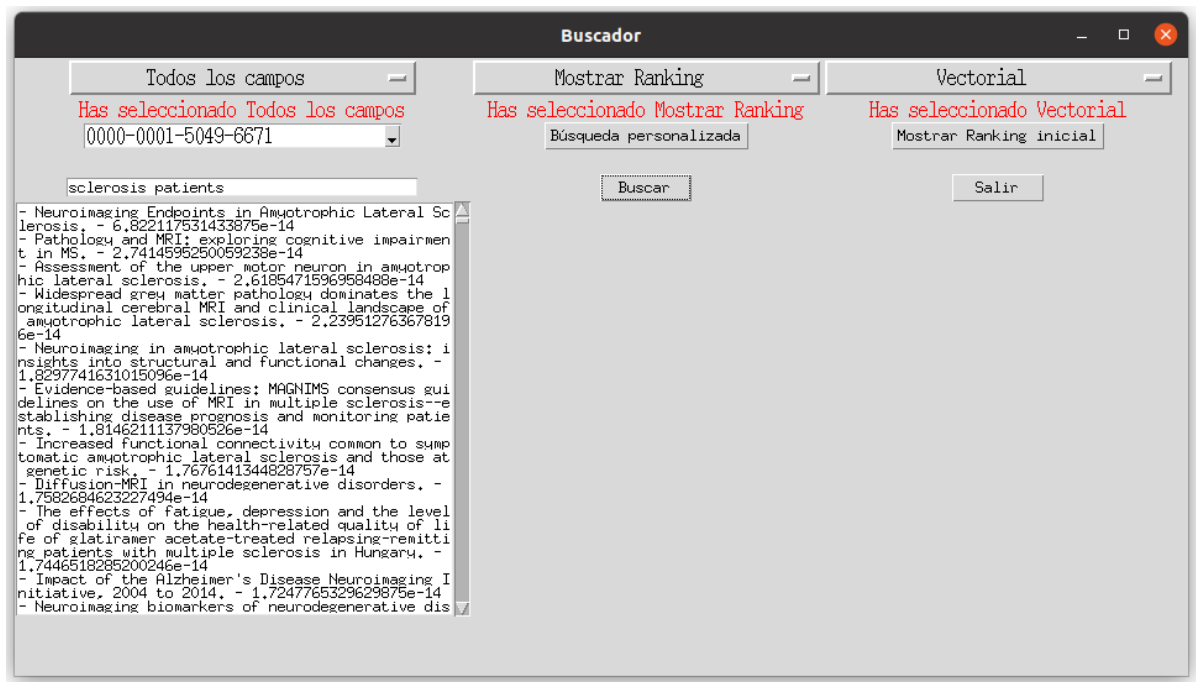 Buscador
Todos los campos
Mostrar Ranking
Vectorial
Has seleccionado Todos los campos
Has seleccionado Mostrar Ranking
Has seleccionado Vectorial
0000-0001-5049-6671
Búsqueda personalizada
Mostrar Ranking inicial
sclerosis patients
Buscar
Salir
- Neuroimaging Endpoints in Amyotrophic Lateral Sc
lerosis. - 6.822117531433875e-14
- Pathology and MRI: exploring cognitive impairmen
t in MS. - 2.7414595250059238e-14
- Assessment of the upper motor neuron in amyotrop
hic lateral sclerosis. - 2.6185471596958488e-14
- Widespread grey matter pathology dominates the l
ongitudinal cerebral MRI and clinical landscape of
 amyotrophic lateral sclerosis. - 2.23951276367819
6e-14
- Neuroimaging in amyotrophic lateral sclerosis: i
nsights into structural and functional changes. -
1.8297741631015096e-14
- Evidence-based guidelines: MAGNIMS consensus gui
delines on the use of MRI in multiple sclerosis--e
stablishing disease prognosis and monitoring patie
nts. - 1.8146211137980526e-14
- Increased functional connectivity common to symp
tomatic amyotrophic lateral sclerosis and those at
 genetic risk. - 1.7676141344828757e-14
- Diffusion-MRI in neurodegenerative disorders. -
1.7582684623227494e-14
- The effects of fatigue, depression and the level
 of disability on the health-related quality of li
fe of glatiramer acetate-treated relapsing-remitti
ng patients with multiple sclerosis in Hungary. -
1.7446518285200246e-14
- Impact of the Alzheimer's Disease Neuroimaging I
nitiative, 2004 to 2014. - 1.7247765329629875e-14
- Neuroimaging biomarkers of neurodegenerative dis